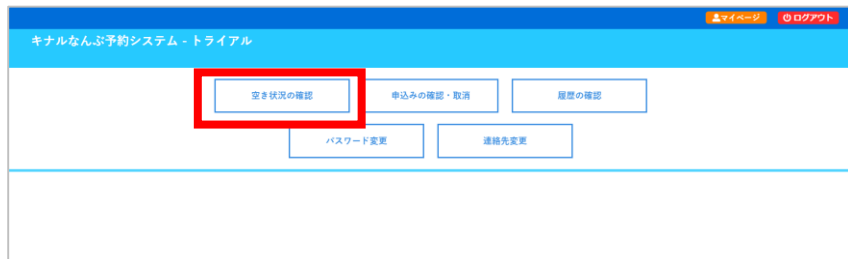 マイページ ログアウト
キナルなんぶ予約システム - トライアル
空き状況の確認 申込みの確認・取消 履歴の確認
パスワード変更 連絡先変更